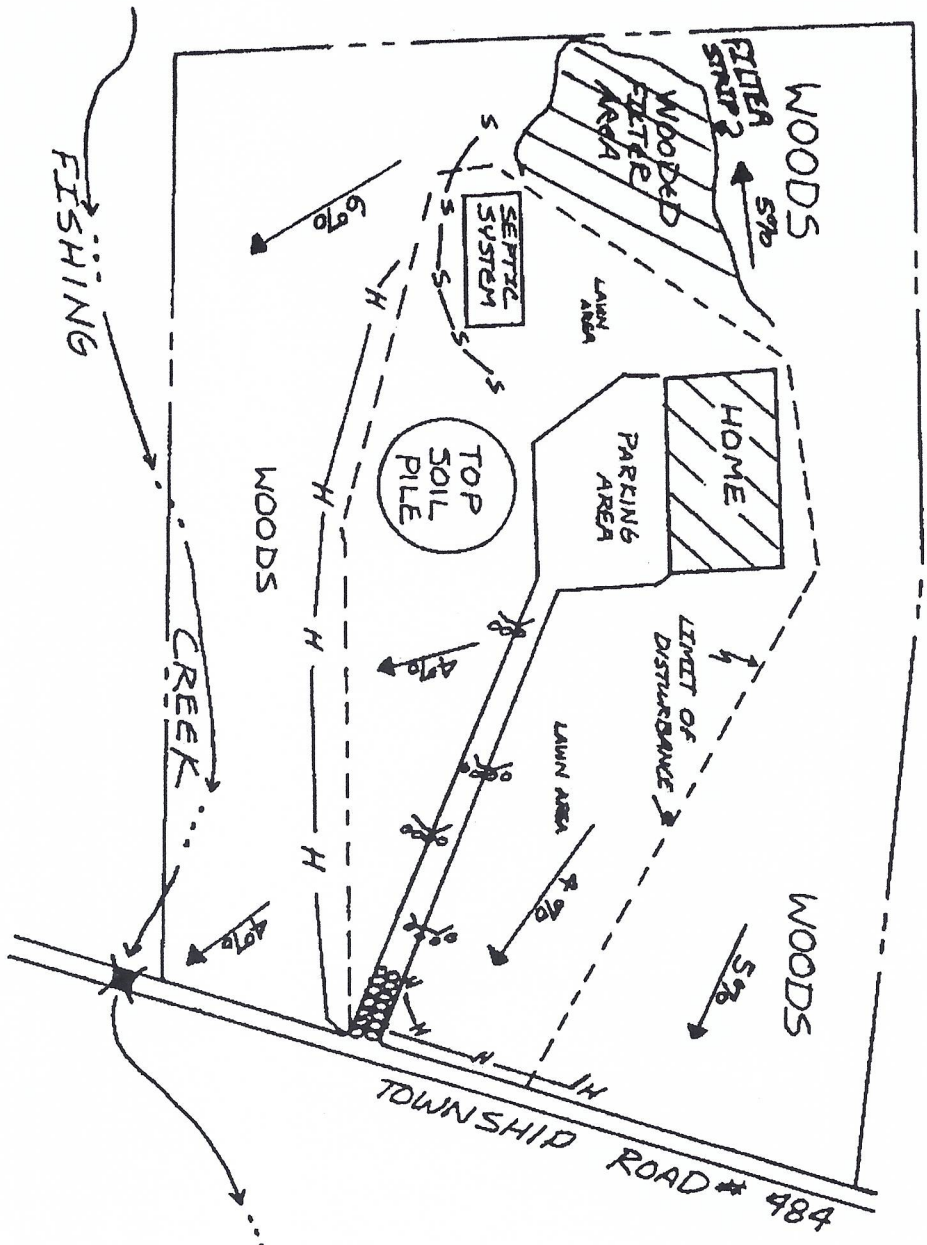 WOODS
WOODS
FILTER
STRIP
5%
5%
HOME
LIMIT OF
DISTURBANCE
WOODED
FILTER
AREA
PARKING
AREA
LAWN
AREA
LAWN AREA
4%
SEPTIC
SYSTEM
S
S
S
S
S
TOP
SOIL
PILE
4%
H
H
H
H
H
H
H
H
6%
WOODS
4%
FISHING CREEK
TOWNSHIP ROAD # 484